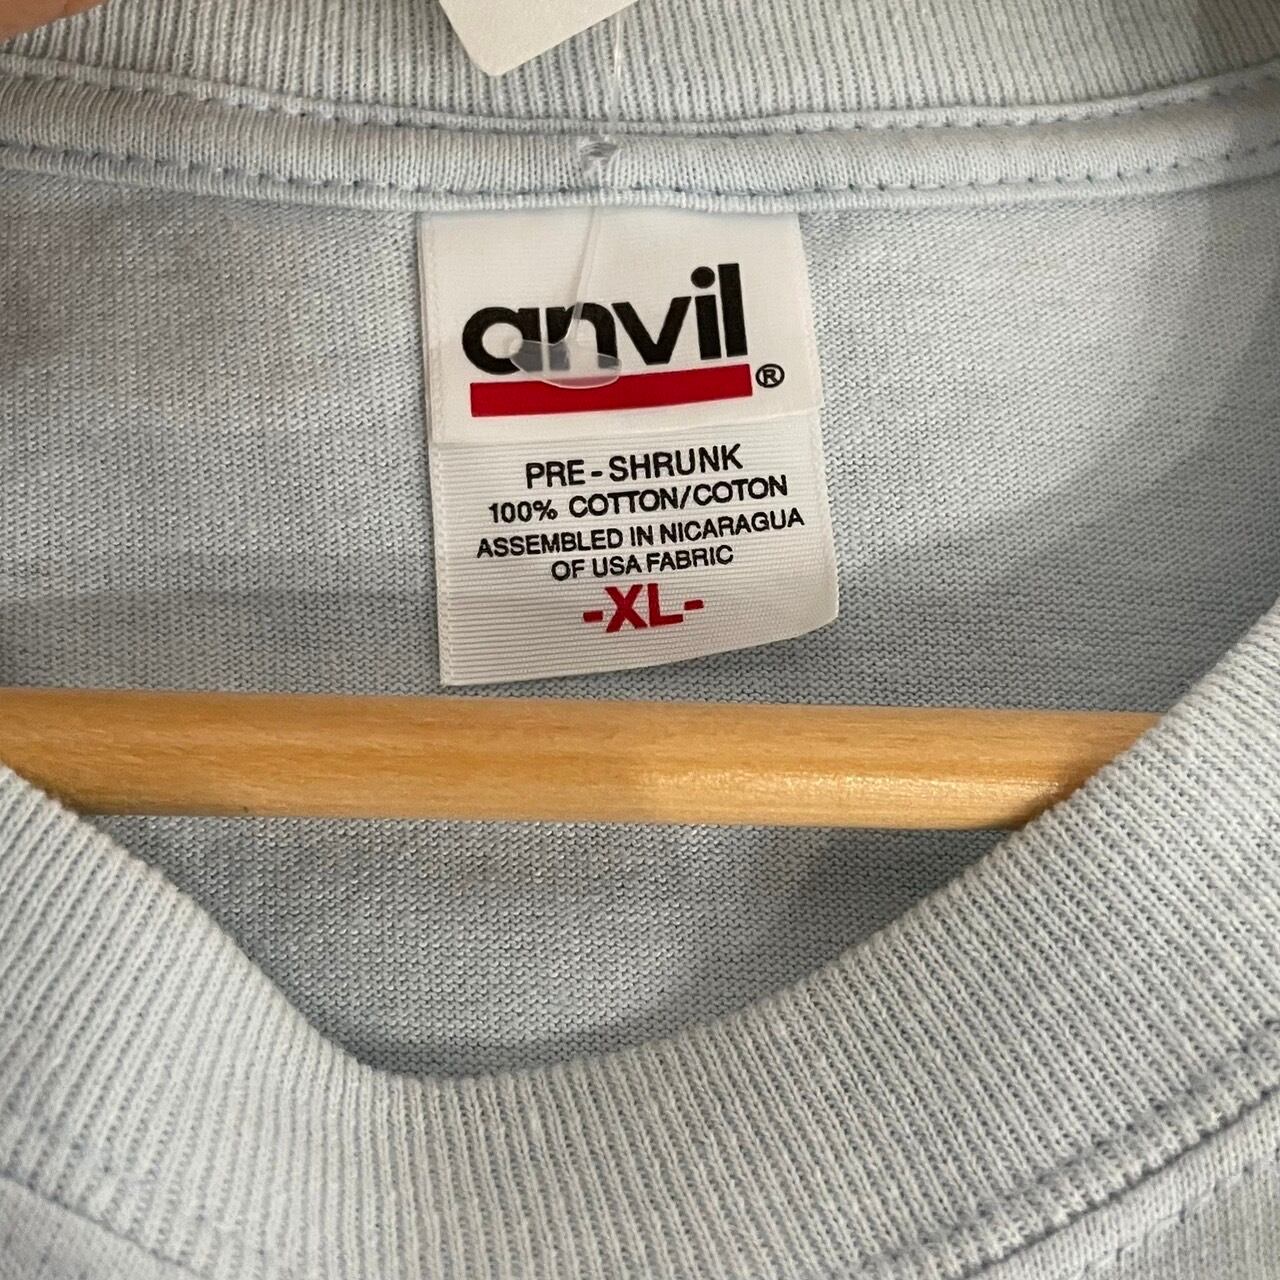 anvil®
PRE-SHRUNK
100% COTTON/COTON
ASSEMBLED IN NICARAGUA
OF USA FABRIC
-XL-